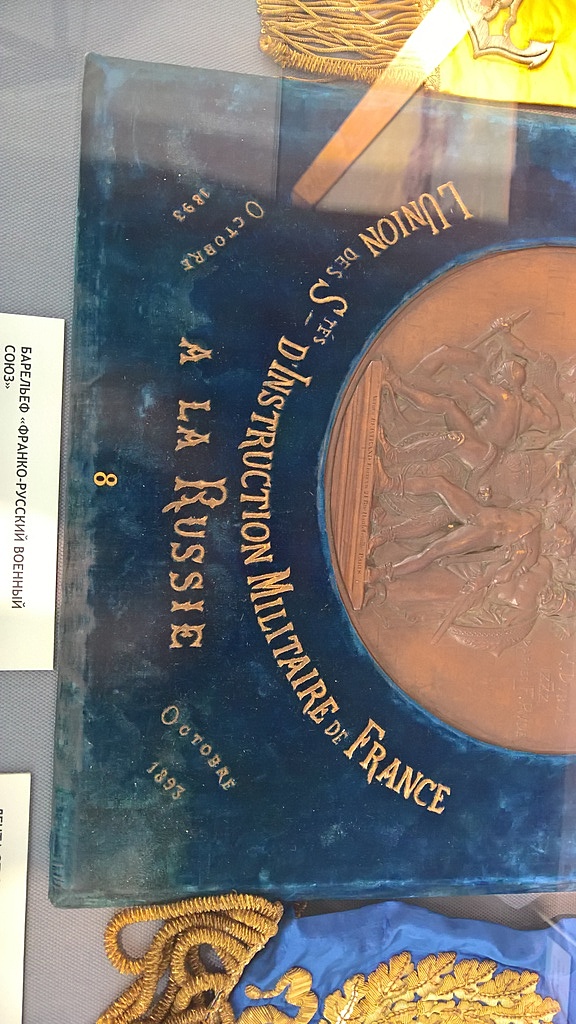 L'UNION DES Stés D'INSTRUCTION MILITAIRE DE FRANCE
A LA RUSSIE
OCTOBRE
1893
OCTOBRE
1893
8
БАРЕЛЬЕФ «ФРАНКО-РУССКИЙ ВОЕННЫЙ
СОЮЗ»